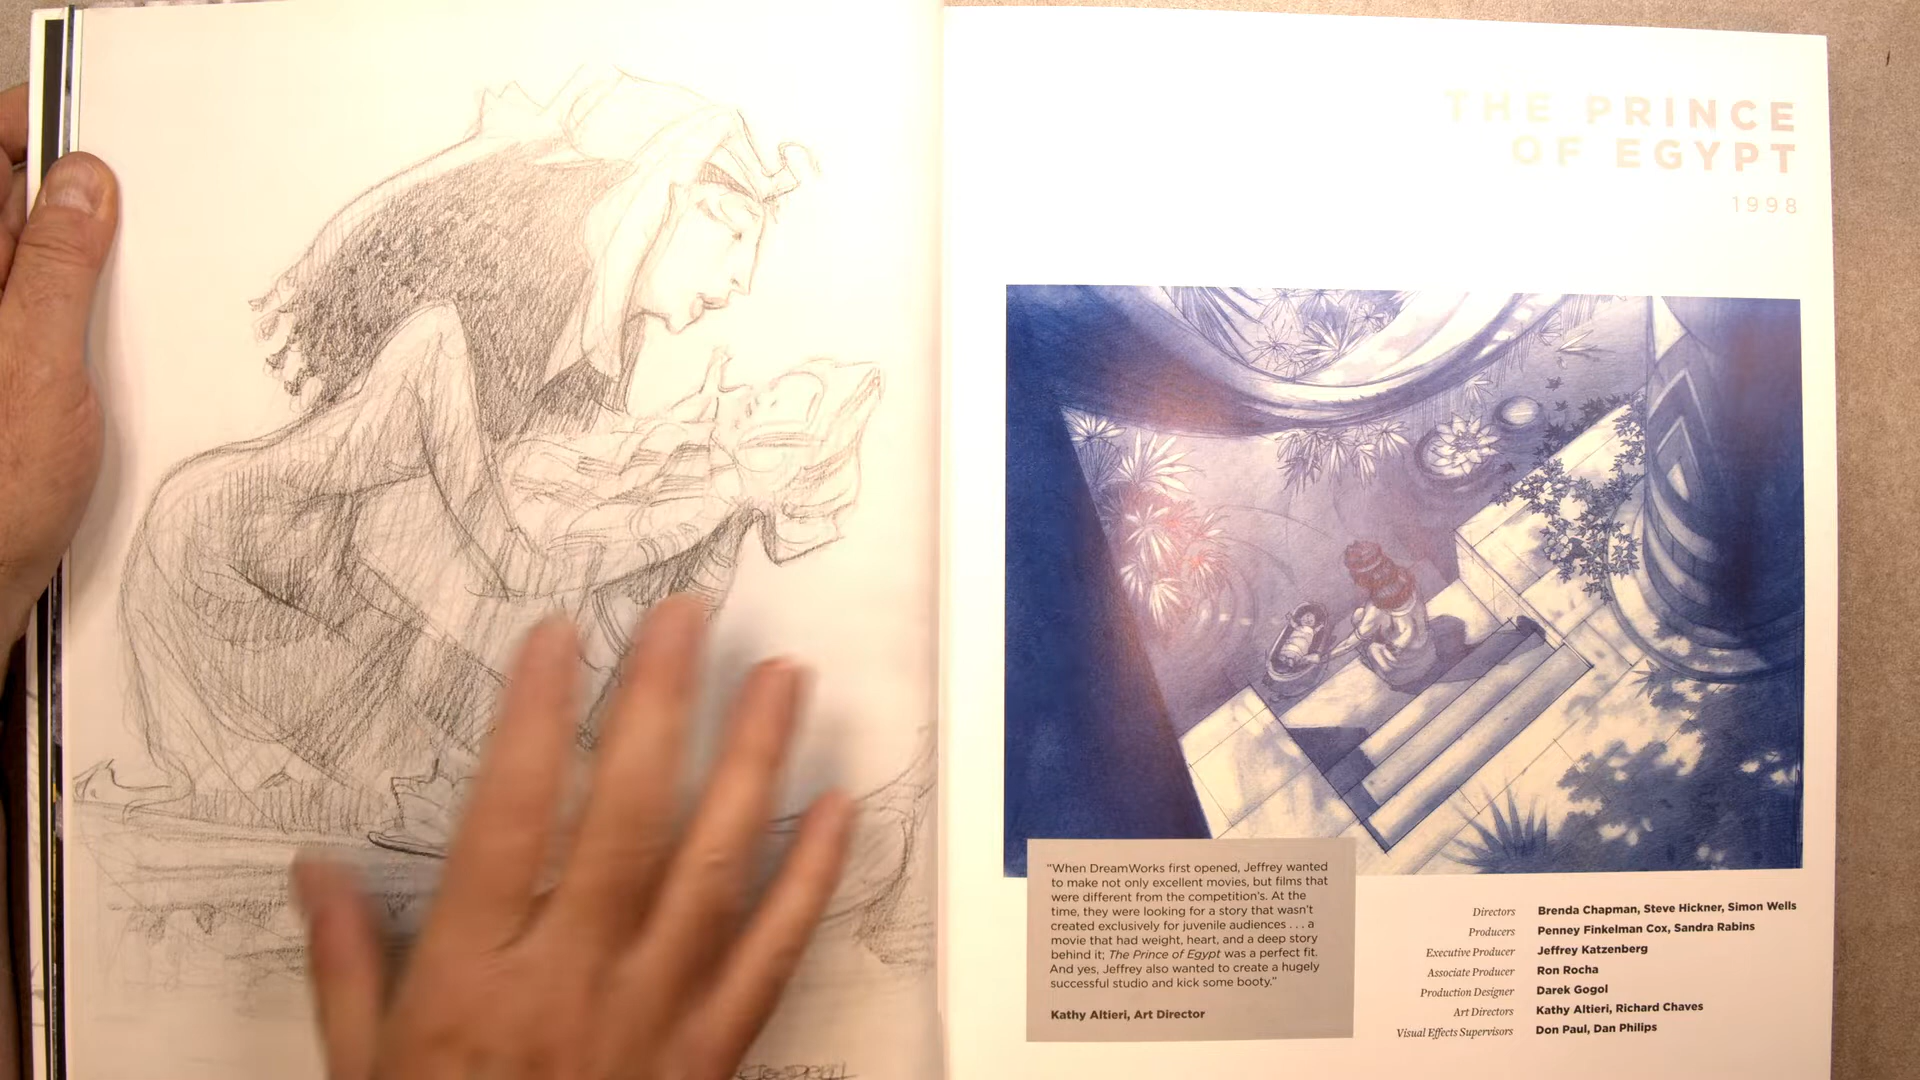 THE PRINCE
OF EGYPT
1998
"When DreamWorks first opened, Jeffrey wanted
to make not only excellent movies, but films that
were different from the competition's. At the
time, they were looking for a story that wasn't
created exclusively for juvenile audiences . . . a
movie that had weight, heart, and a deep story
behind it; The Prince of Egypt was a perfect fit.
And yes, Jeffrey also wanted to create a hugely
successful studio and kick some booty."
Kathy Altieri, Art Director
Directors Brenda Chapman, Steve Hickner, Simon Wells
Producers Penney Finkelman Cox, Sandra Rabins
Executive Producer Jeffrey Katzenberg
Associate Producer Ron Rocha
Production Designer Darek Gogol
Art Directors Kathy Altieri, Richard Chaves
Visual Effects Supervisors Don Paul, Dan Philips